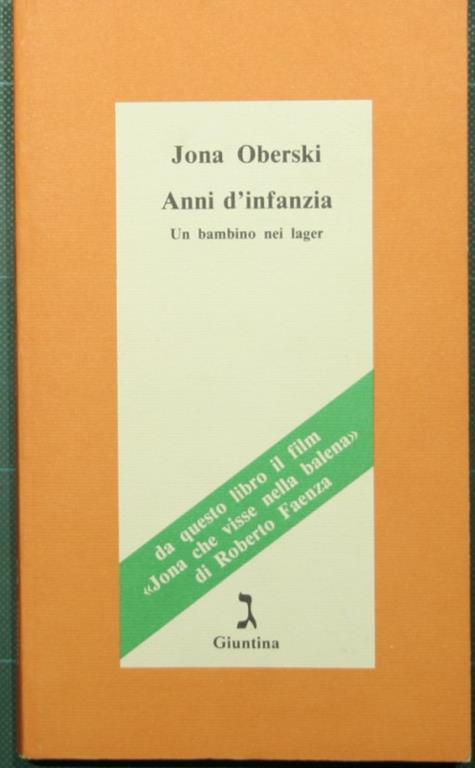 Jona Oberski
Anni d'infanzia
Un bambino nei lager
da questo libro il film
«Jona che visse nella balena»
di Roberto Faenza
ג
Giuntina